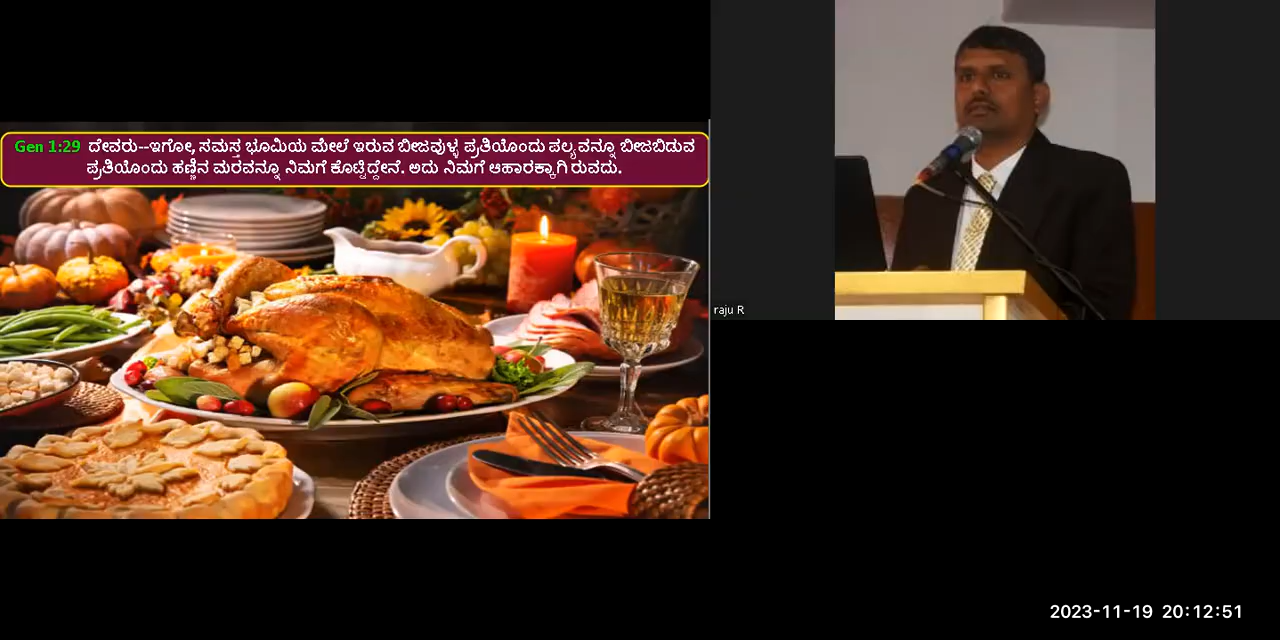 Gen 1:29 ದೇವರು--ಇಗೋ, ಸಮಸ್ತ ಭೂಮಿಯ ಮೇಲೆ ಇರುವ ಬೀಜವುಳ್ಳ ಪ್ರತಿಯೊಂದು ಪಲ್ಯವನ್ನೂ ಬೀಜಬಿಡುವ
ಪ್ರತಿಯೊಂದು ಹಣ್ಣಿನ ಮರವನ್ನೂ ನಿಮಗೆ ಕೊಟ್ಟಿದ್ದೇನೆ. ಅದು ನಿಮಗೆ ಆಹಾರಕ್ಕಾಗಿ ರುವದು.
raju R
2023-11-19 20:12:51